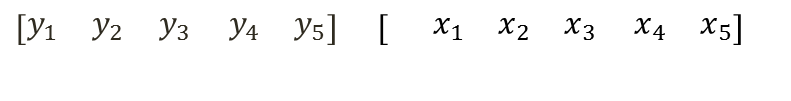 [y₁ y₂ y₃ y₄ y₅] [ x₁ x₂ x₃ x₄ x₅]